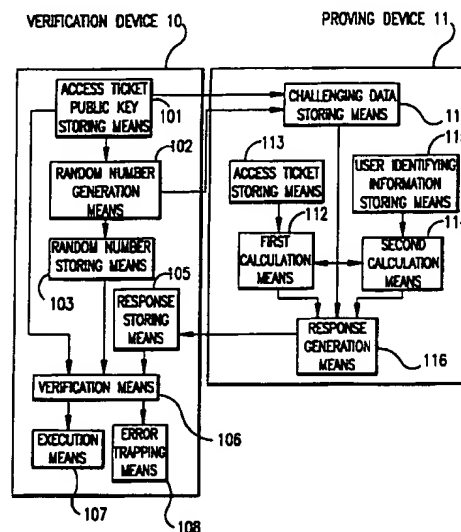 VERIFICATION DEVICE 10
PROVING DEVICE 11
ACCESS TICKET
PUBLIC KEY
STORING MEANS
101
102
RANDOM NUMBER
GENERATION
MEANS
RANDOM NUMBER
STORING MEANS
103
105
RESPONSE
STORING
MEANS
VERIFICATION MEANS
106
EXECUTION
MEANS
107
ERROR
TRAPPING
MEANS
108
CHALLENGING DATA
STORING MEANS
113
ACCESS TICKET
STORING MEANS
USER IDENTIFYING
INFORMATION
STORING MEANS
112
FIRST
CALCULATION
MEANS
SECOND
CALCULATION
MEANS
RESPONSE
GENERATION
MEANS
116